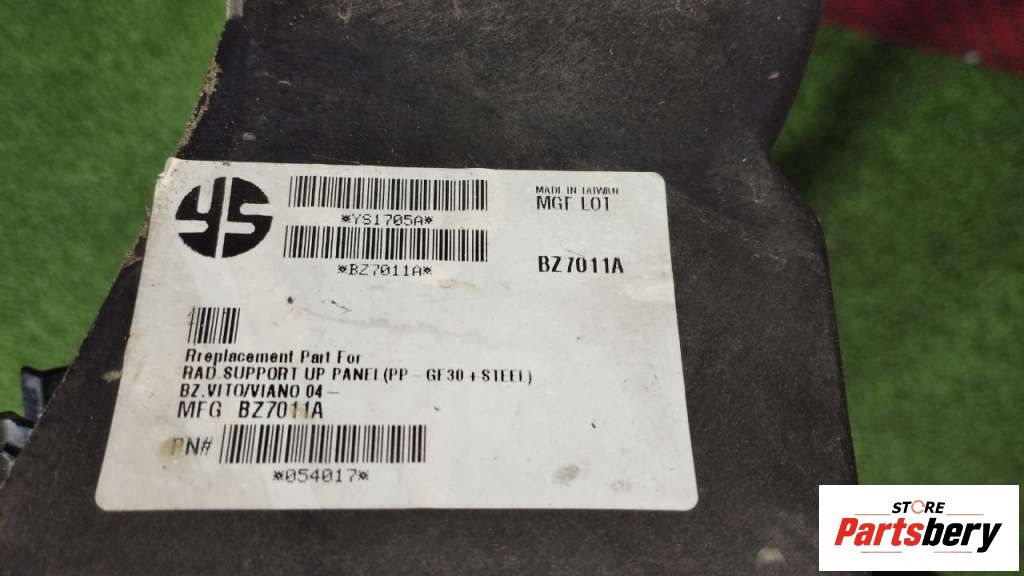 YS
*YS1705A*
*BZ7011A*
MADE IN TAIWAN
MGF LOT
BZ7011A
Rreplacement Part For
RAD.SUPPORT UP PANEL(PP-GF30+STEEL)
BZ.VITO/VIANO 04-
MFG BZ7011A
PN#
*054017*
STORE
Partsbery